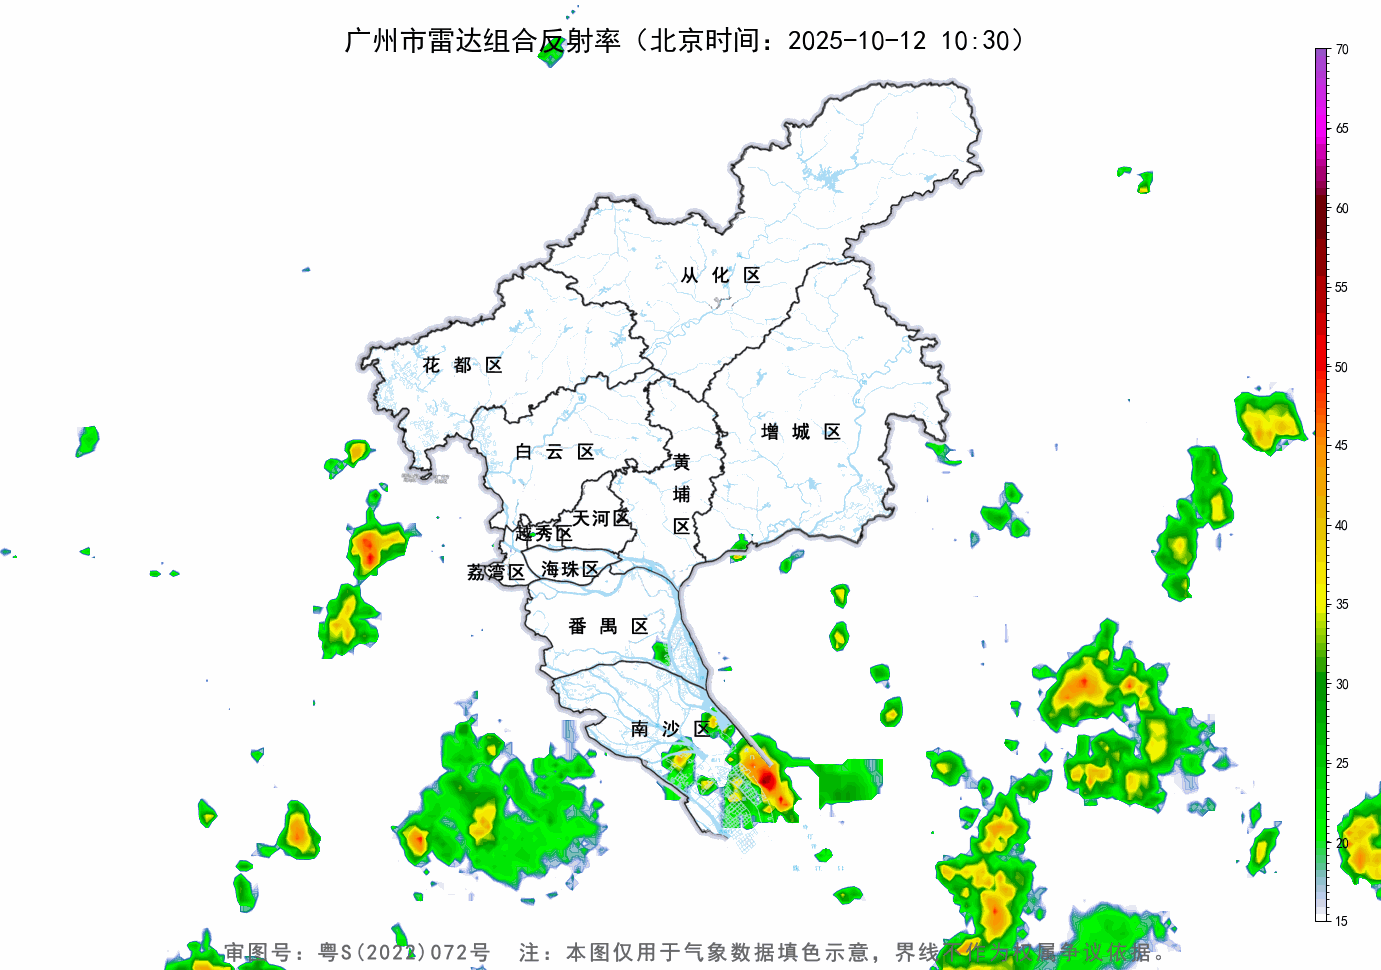 广州市雷达组合反射率（北京时间：2025-10-12 10:30）
70
65
60
55
50
45
40
35
30
25
20
15
从化区
花都区
增城区
白云区
黄埔区
天河区
越秀区
荔湾区
海珠区
番禺区
南沙区
审图号：粤S(2022)072号 注：本图仅用于气象数据填色示意，界线不作为权属争议依据。